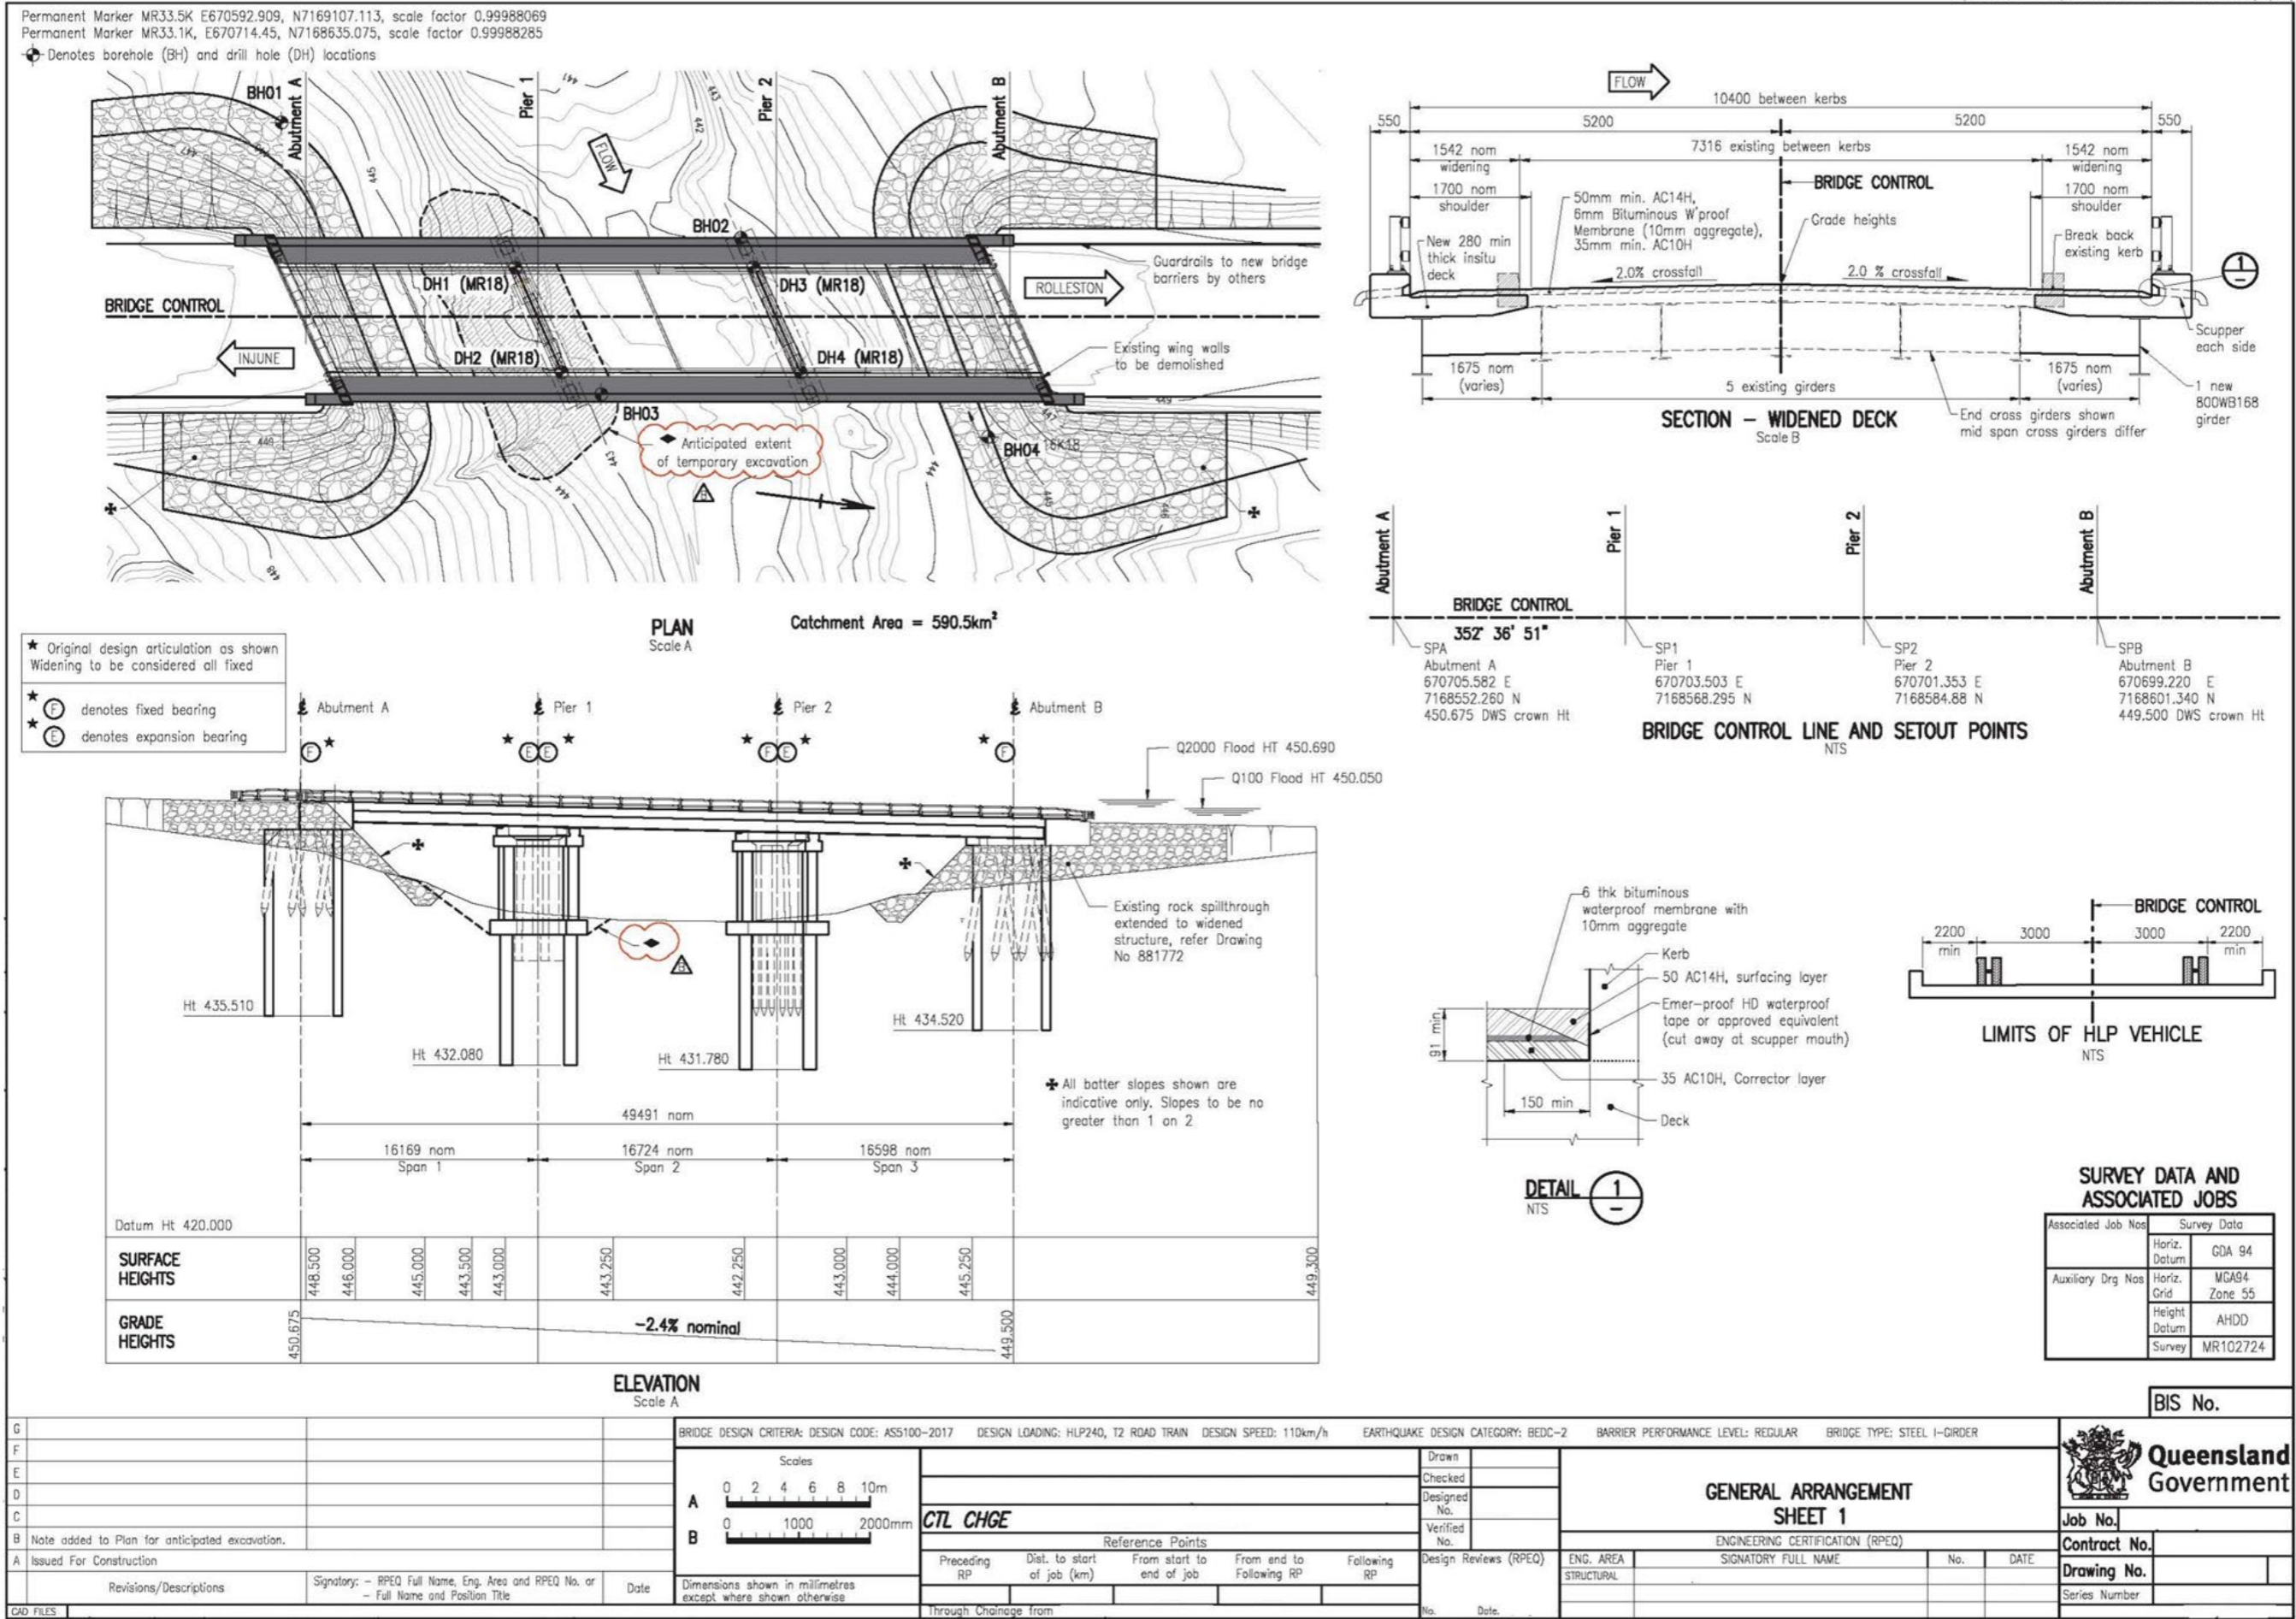 Permanent Marker MR33.5K E670592.909, N7169107.113, scale factor 0.99988069
Permanent Marker MR33.1K, E670714.45, N7168635.075, scale factor 0.99988285
Denotes borehole (BH) and drill hole (DH) locations
BH01
Abutment A
Pier 1
Pier 2
Abutment B
441
443
442
447
445
FLOW
BH02
DH1 (MR18)
DH3 (MR18)
Guardrails to new bridge
barriers by others
ROLLESTON
BRIDGE CONTROL
INJUNE
DH2 (MR18)
DH4 (MR18)
Existing wing walls
to be demolished
449
447
BH03
BH04
16K18
449
443
444
444
445
446
448
Anticipated extent
of temporary excavation
B
PLAN
Scale A
Catchment Area = 590.5km²
FLOW
10400 between kerbs
550
5200
5200
550
1542 nom
widening
7316 existing between kerbs
1542 nom
widening
1700 nom
shoulder
BRIDGE CONTROL
1700 nom
shoulder
50mm min. AC14H,
6mm Bituminous W'proof
Membrane (10mm aggregate),
35mm min. AC10H
Grade heights
New 280 min
thick insitu
deck
Break back
existing kerb
2.0% crossfall
2.0 % crossfall
1
–
Scupper
each side
1675 nom
(varies)
5 existing girders
1675 nom
(varies)
1 new
800WB168
girder
End cross girders shown
mid span cross girders differ
SECTION – WIDENED DECK
Scale B
Abutment A
Pier 1
Pier 2
Abutment B
BRIDGE CONTROL
352° 36' 51"
SPA
Abutment A
670705.582 E
7168552.260 N
450.675 DWS crown Ht
SP1
Pier 1
670703.503 E
7168568.295 N
SP2
Pier 2
670701.353 E
7168584.88 N
SPB
Abutment B
670699.220 E
7168601.340 N
449.500 DWS crown Ht
BRIDGE CONTROL LINE AND SETOUT POINTS
NTS
★ Original design articulation as shown
Widening to be considered all fixed
★ F denotes fixed bearing
★ E denotes expansion bearing
Abutment A
Pier 1
Pier 2
Abutment B
F ★
★ E E ★
★ F E ★
★ F
Q2000 Flood HT 450.690
Q100 Flood HT 450.050
Existing rock spillthrough
extended to widened
structure, refer Drawing
No 881772
B
Ht 435.510
Ht 432.080
Ht 431.780
Ht 434.520
All batter slopes shown are
indicative only. Slopes to be no
greater than 1 on 2
49491 nom
16169 nom
Span 1
16724 nom
Span 2
16598 nom
Span 3
Datum Ht 420.000
SURFACE
HEIGHTS
448.500
446.000
445.000
443.500
443.000
443.250
442.250
443.000
444.000
445.250
449.300
GRADE
HEIGHTS
450.675
-2.4% nominal
449.500
ELEVATION
Scale A
6 thk bituminous
waterproof membrane with
10mm aggregate
Kerb
50 AC14H, surfacing layer
Emer-proof HD waterproof
tape or approved equivalent
(cut away at scupper mouth)
91 min
35 AC10H, Corrector layer
150 min
Deck
DETAIL 1
NTS –
BRIDGE CONTROL
2200
min
3000
3000
2200
min
LIMITS OF HLP VEHICLE
NTS
SURVEY DATA AND
ASSOCIATED JOBS
Associated Job Nos
Survey Data
Horiz.
Datum
GDA 94
Auxiliary Drg Nos
Horiz.
Grid
MGA94
Zone 55
Height
Datum
AHDD
Survey
MR102724
BIS No.
G
F
E
D
C
B Note added to Plan for anticipated excavation.
A Issued For Construction
Revisions/Descriptions
Signatory: – RPEQ Full Name, Eng. Area and RPEQ No. or
– Full Name and Position Title
Date
CAD FILES
BRIDGE DESIGN CRITERIA: DESIGN CODE: AS5100-2017 DESIGN LOADING: HLP240, T2 ROAD TRAIN DESIGN SPEED: 110km/h EARTHQUAKE DESIGN CATEGORY: BEDC-2 BARRIER PERFORMANCE LEVEL: REGULAR BRIDGE TYPE: STEEL I-GIRDER
Scales
A
0 2 4 6 8 10m
B
0 1000 2000mm
Dimensions shown in millimetres
except where shown otherwise
CTL CHGE
Reference Points
Preceding
RP
Dist. to start
of job (km)
From start to
end of job
From end to
Following RP
Following
RP
Through Chainage from
Drawn
Checked
Designed
No.
Verified
No.
Design Reviews (RPEQ)
No. Date.
GENERAL ARRANGEMENT
SHEET 1
ENGINEERING CERTIFICATION (RPEQ)
ENG. AREA
SIGNATORY FULL NAME
No.
DATE
STRUCTURAL
Queensland
Government
Job No.
Contract No.
Drawing No.
Series Number